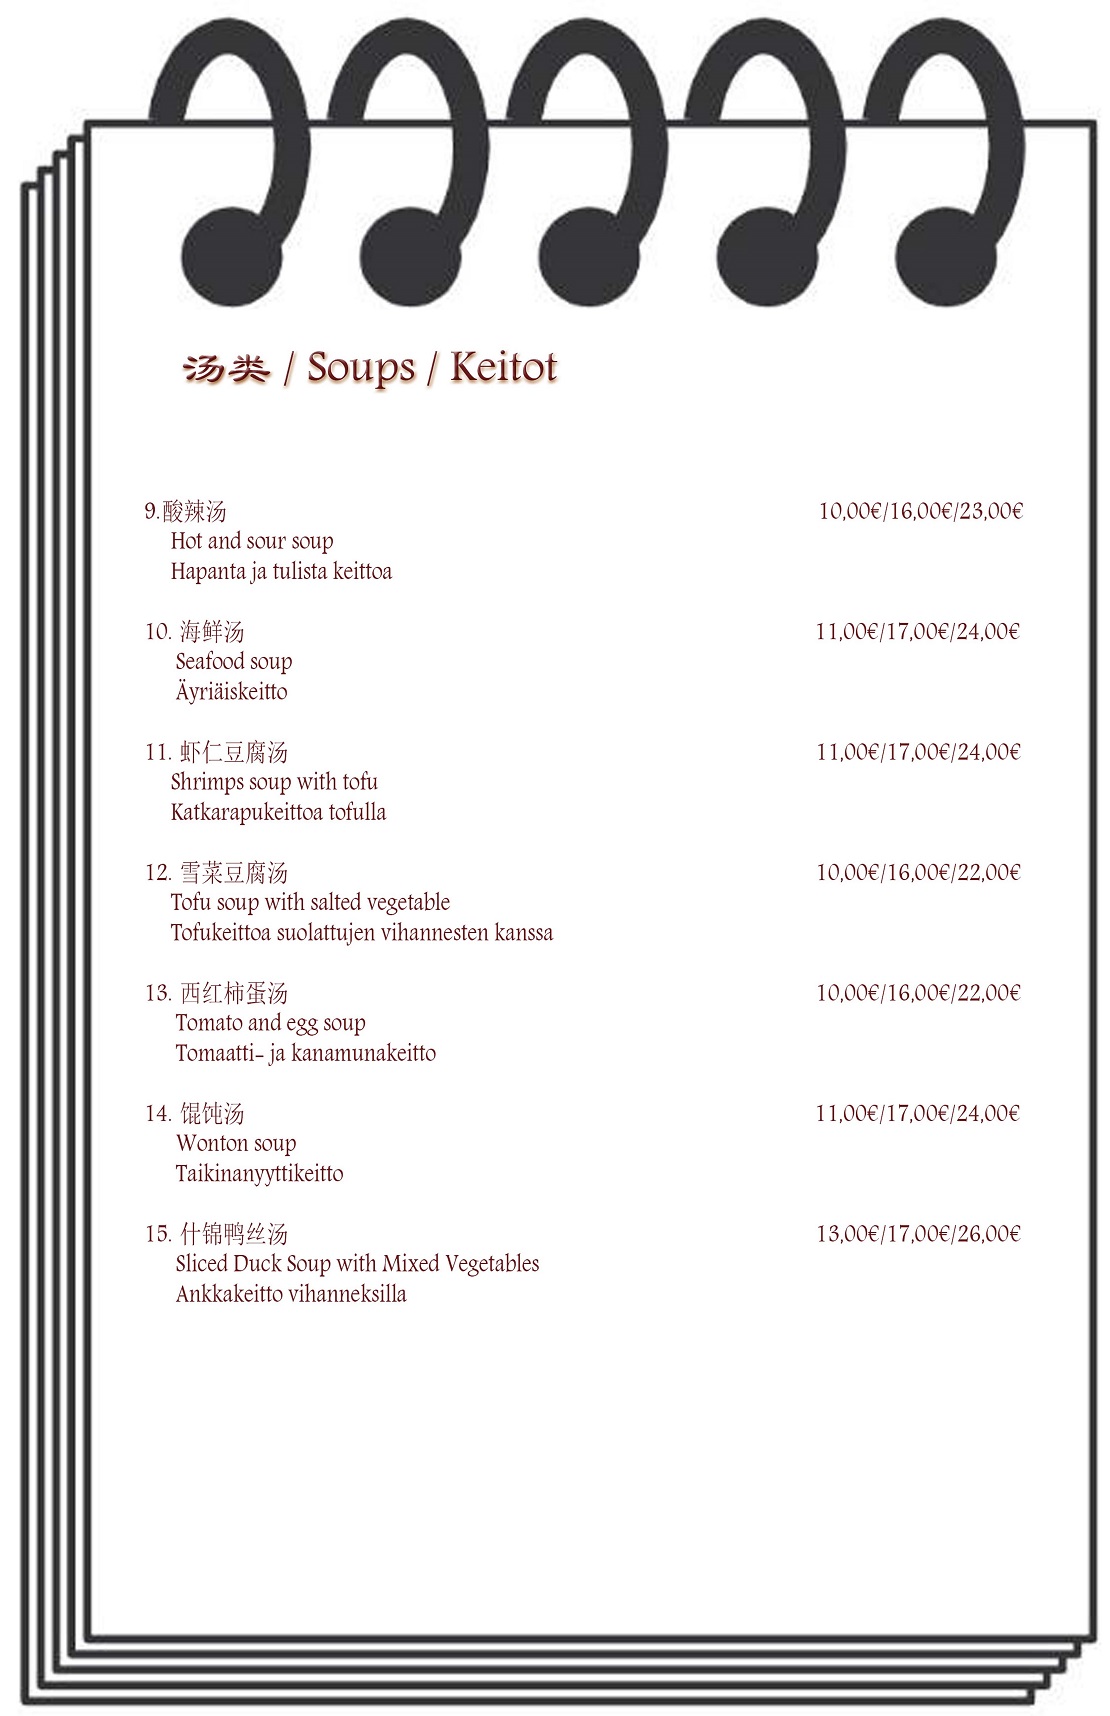 汤类 / Soups / Keitot
9.酸辣汤 10,00€/16,00€/23,00€
Hot and sour soup
Hapanta ja tulista keittoa
10. 海鲜汤 11,00€/17,00€/24,00€
Seafood soup
Äyriäiskeitto
11. 虾仁豆腐汤 11,00€/17,00€/24,00€
Shrimps soup with tofu
Katkarapukeittoa tofulla
12. 雪菜豆腐汤 10,00€/16,00€/22,00€
Tofu soup with salted vegetable
Tofukeittoa suolattujen vihannesten kanssa
13. 西红柿蛋汤 10,00€/16,00€/22,00€
Tomato and egg soup
Tomaatti- ja kanamunakeitto
14. 馄饨汤 11,00€/17,00€/24,00€
Wonton soup
Taikinanyyttikeitto
15. 什锦鸭丝汤 13,00€/17,00€/26,00€
Sliced Duck Soup with Mixed Vegetables
Ankkakeitto vihanneksilla